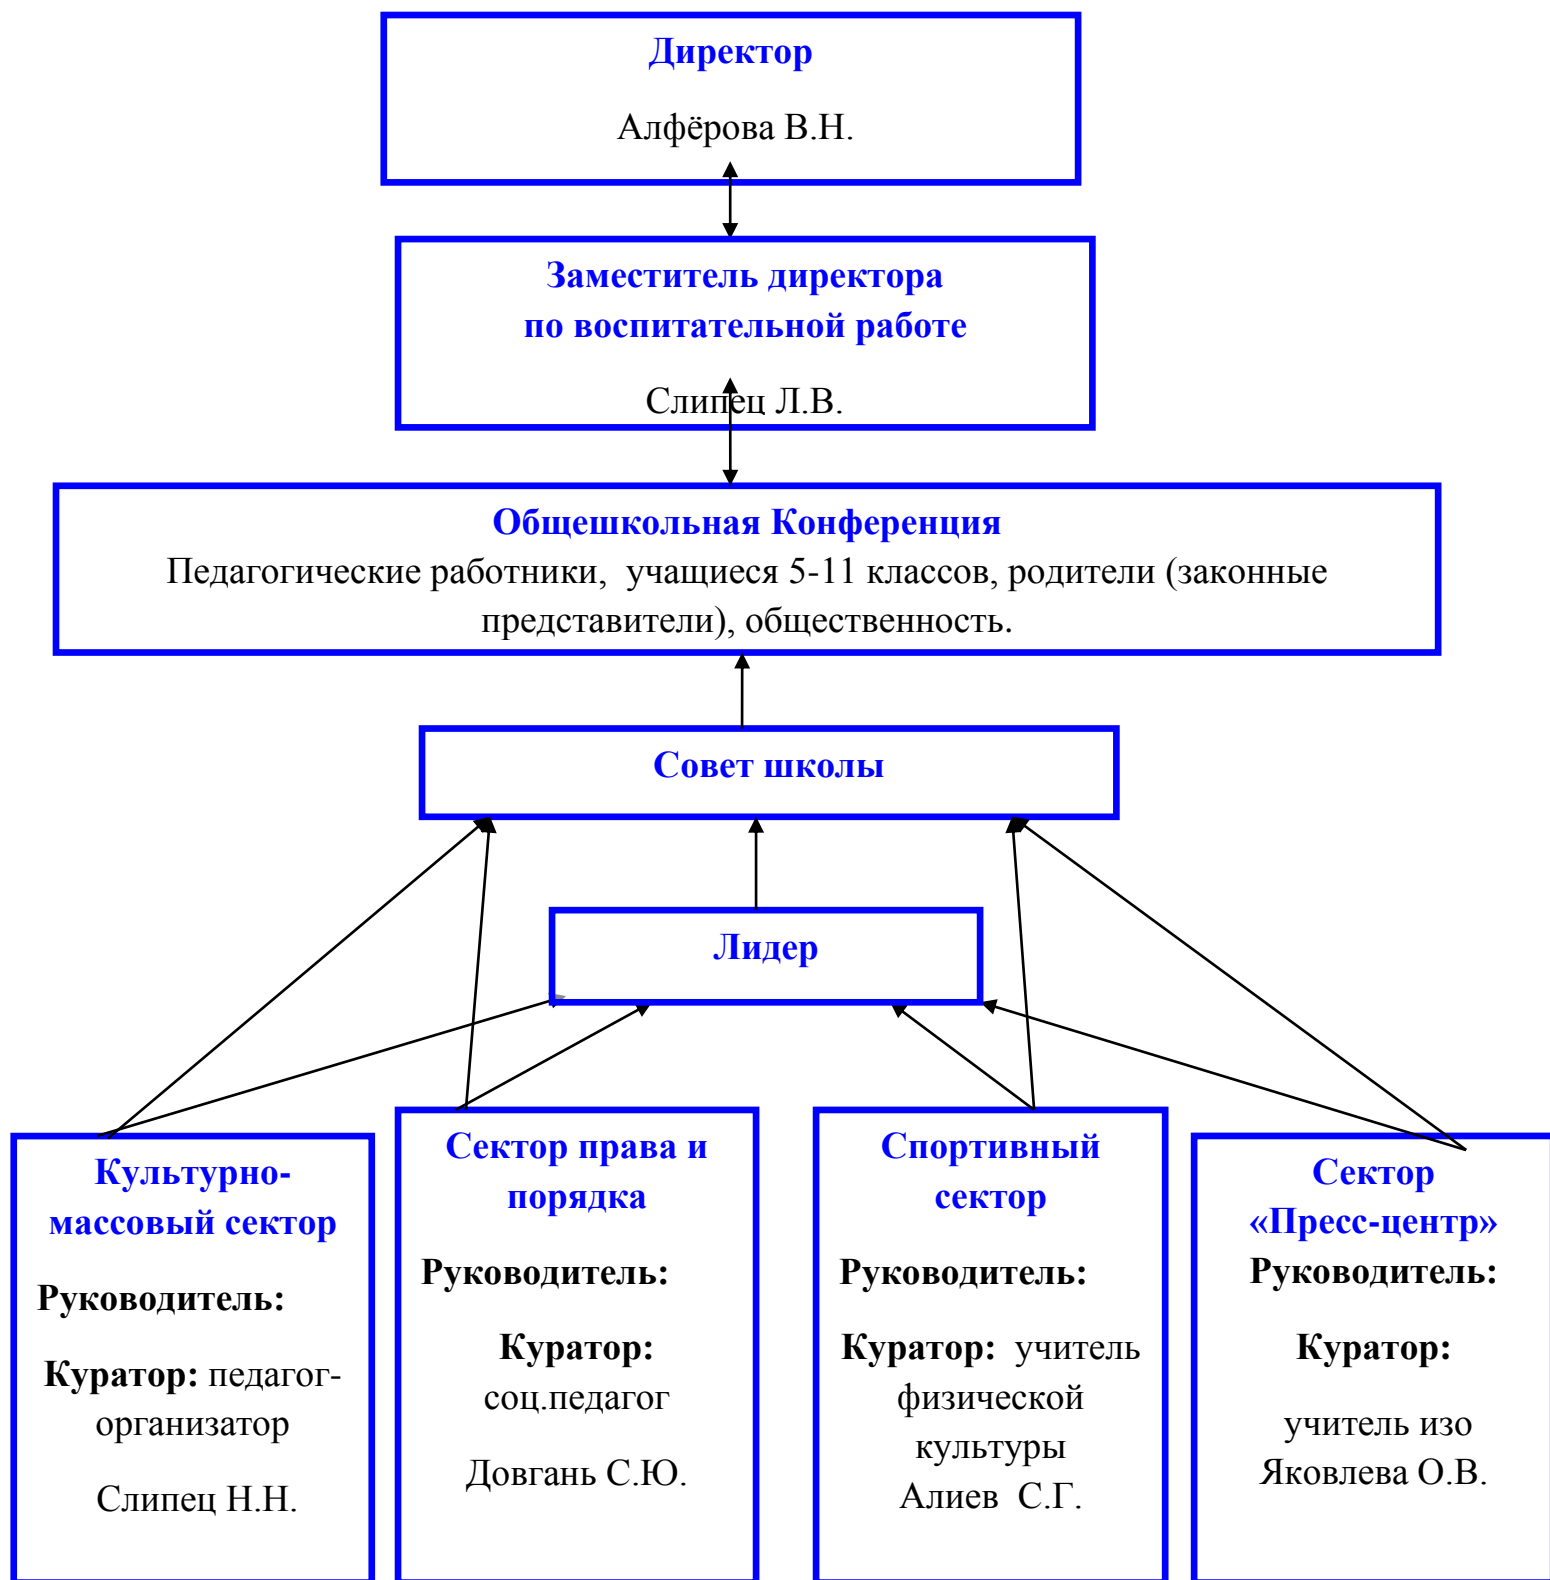 Директор
Алфёрова В.Н.
Заместитель директора
по воспитательной работе
Слипец Л.В.
Общешкольная Конференция
Педагогические работники,  учащиеся 5-11 классов, родители (законные
представители), общественность.
Совет школы
Лидер
Культурно-
массовый сектор
Руководитель:
Куратор: педагог-
организатор
Слипец Н.Н.
Сектор права и
порядка
Руководитель:
Куратор:
соц.педагог
Довгань С.Ю.
Спортивный
сектор
Руководитель:
Куратор:  учитель
физической
культуры
Алиев  С.Г.
Сектор
«Пресс-центр»
Руководитель:
Куратор:
учитель изо
Яковлева О.В.